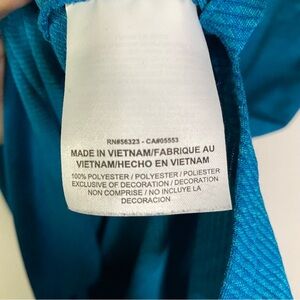 RN#56323 - CA#05553
MADE IN VIETNAM/FABRIQUE AU
VIETNAM/HECHO EN VIETNAM
100% POLYESTER / POLYESTER / POLIESTER
EXCLUSIVE OF DECORATION / DECORATION
NON COMPRISE / NO INCLUYE LA
DECORACION